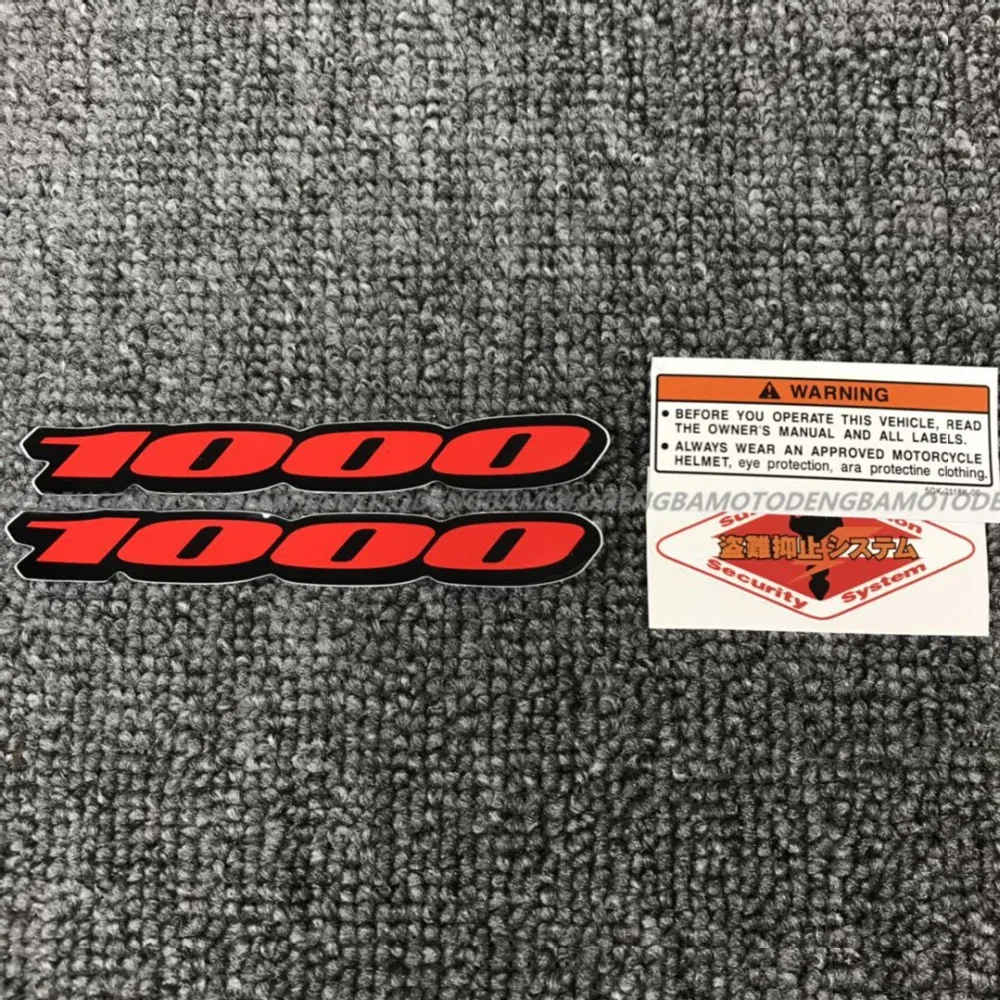 1000
1000
WARNING
• BEFORE YOU OPERATE THIS VEHICLE, READ
THE OWNER'S MANUAL AND ALL LABELS.
• ALWAYS WEAR AN APPROVED MOTORCYCLE
HELMET, eye protection, ara protectine clothing.
DENGBAMOTODENGBAMOTODE
盗難抑止システム
Security System